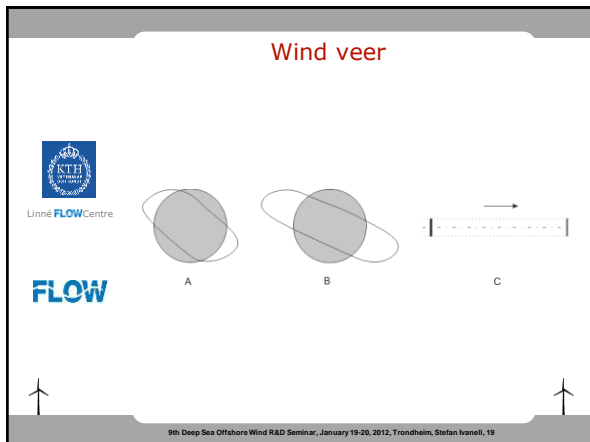 Wind veer
KTH
Linné FLOW Centre
FLOW
A
B
C
9th Deep Sea Offshore Wind R&D Seminar, January 19-20, 2012, Trondheim, Stefan Ivanell, 19